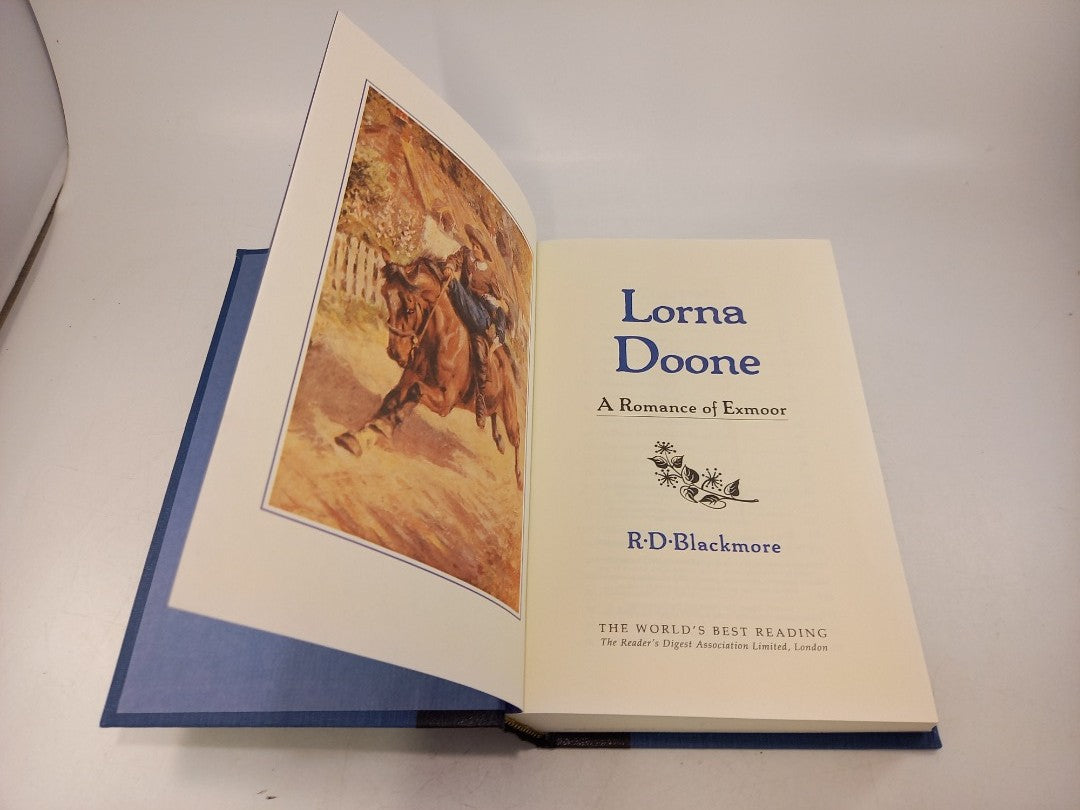 Lorna
Doone
A Romance of Exmoor
R·D·Blackmore
THE WORLD'S BEST READING
The Reader's Digest Association Limited, London